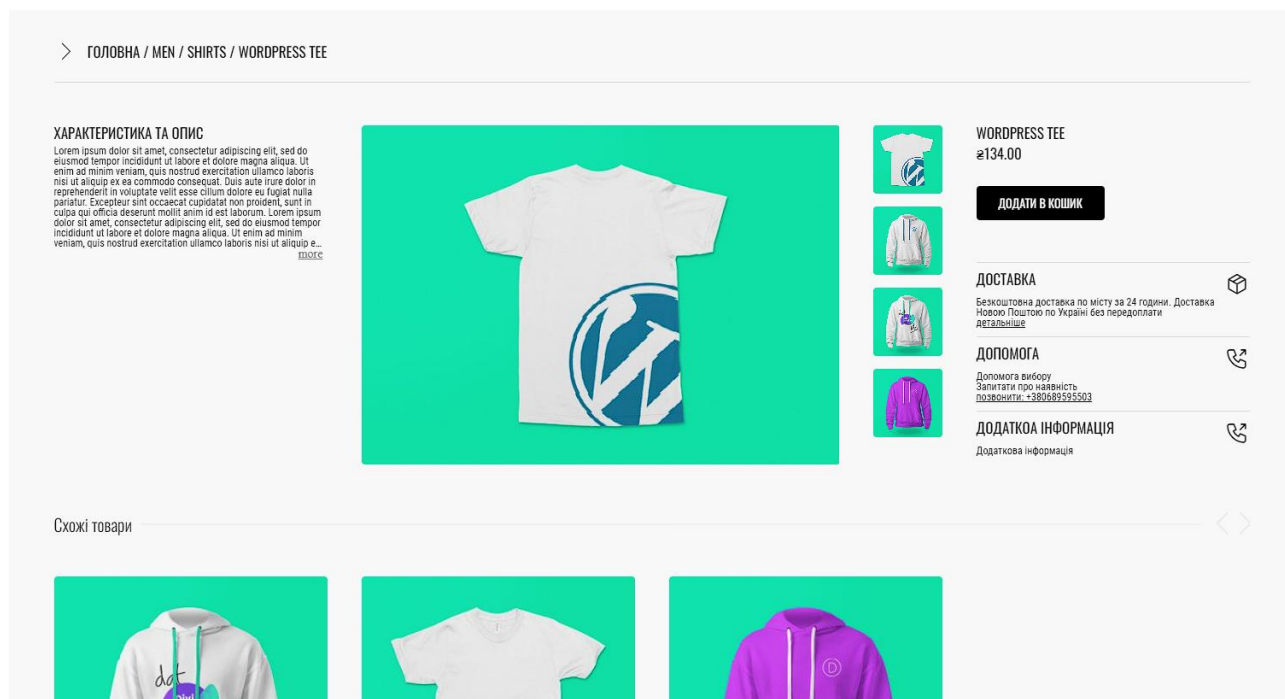 ГОЛОВНА / MEN / SHIRTS / WORDPRESS TEE
ХАРАКТЕРИСТИКА ТА ОПИС
Lorem ipsum dolor sit amet, consectetur adipiscing elit, sed do
eiusmod tempor incididunt ut labore et dolore magna aliqua. Ut
enim ad minim veniam, quis nostrud exercitation ullamco laboris
nisi ut aliquip ex ea commodo consequat. Duis aute irure dolor in
reprehenderit in voluptate velit esse cillum dolore eu fugiat nulla
pariatur. Excepteur sint occaecat cupidatat non proident, sunt in
culpa qui officia deserunt mollit anim id est laborum. Lorem ipsum
dolor sit amet, consectetur adipiscing elit, sed do eiusmod tempor
incididunt ut labore et dolore magna aliqua. Ut enim ad minim
veniam, quis nostrud exercitation ullamco laboris nisi ut aliquip e...
more
WORDPRESS TEE
₴134.00
ДОДАТИ В КОШИК
ДОСТАВКА
Безкоштовна доставка по місту за 24 години. Доставка
Новою Поштою по Україні без передоплати
детальніше
ДОПОМОГА
Допомога вибору
Запитати про наявність
позвонити: +380689595503
ДОДАТКОА ІНФОРМАЦІЯ
Додаткова інформація
Схожі товари
dot
D